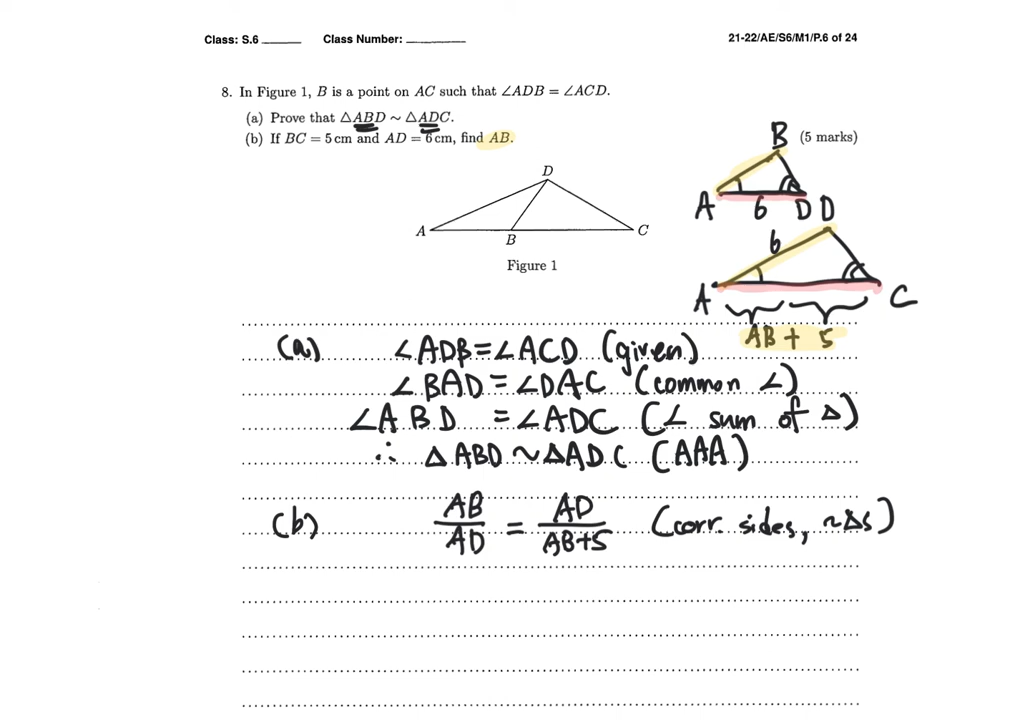 Class: S.6 ______ Class Number: ________ 21-22/AE/S6/M1/P.6 of 24
8. In Figure 1, B is a point on AC such that ∠ADB = ∠ACD.
(a) Prove that △ABD ~ △ADC.
(b) If BC = 5 cm and AD = 6 cm, find AB.
(5 marks)
D
A
B
C
Figure 1
B
A 6 D
D
6
A C
AB + 5
(a) ∠ADB = ∠ACD (given)
∠BAD = ∠DAC (common ∠)
∠ABD = ∠ADC (∠ sum of △)
∴ △ABD ~ △ADC (AAA)
(b) AB/AD = AD/AB+5 (corr. sides, ~△s)